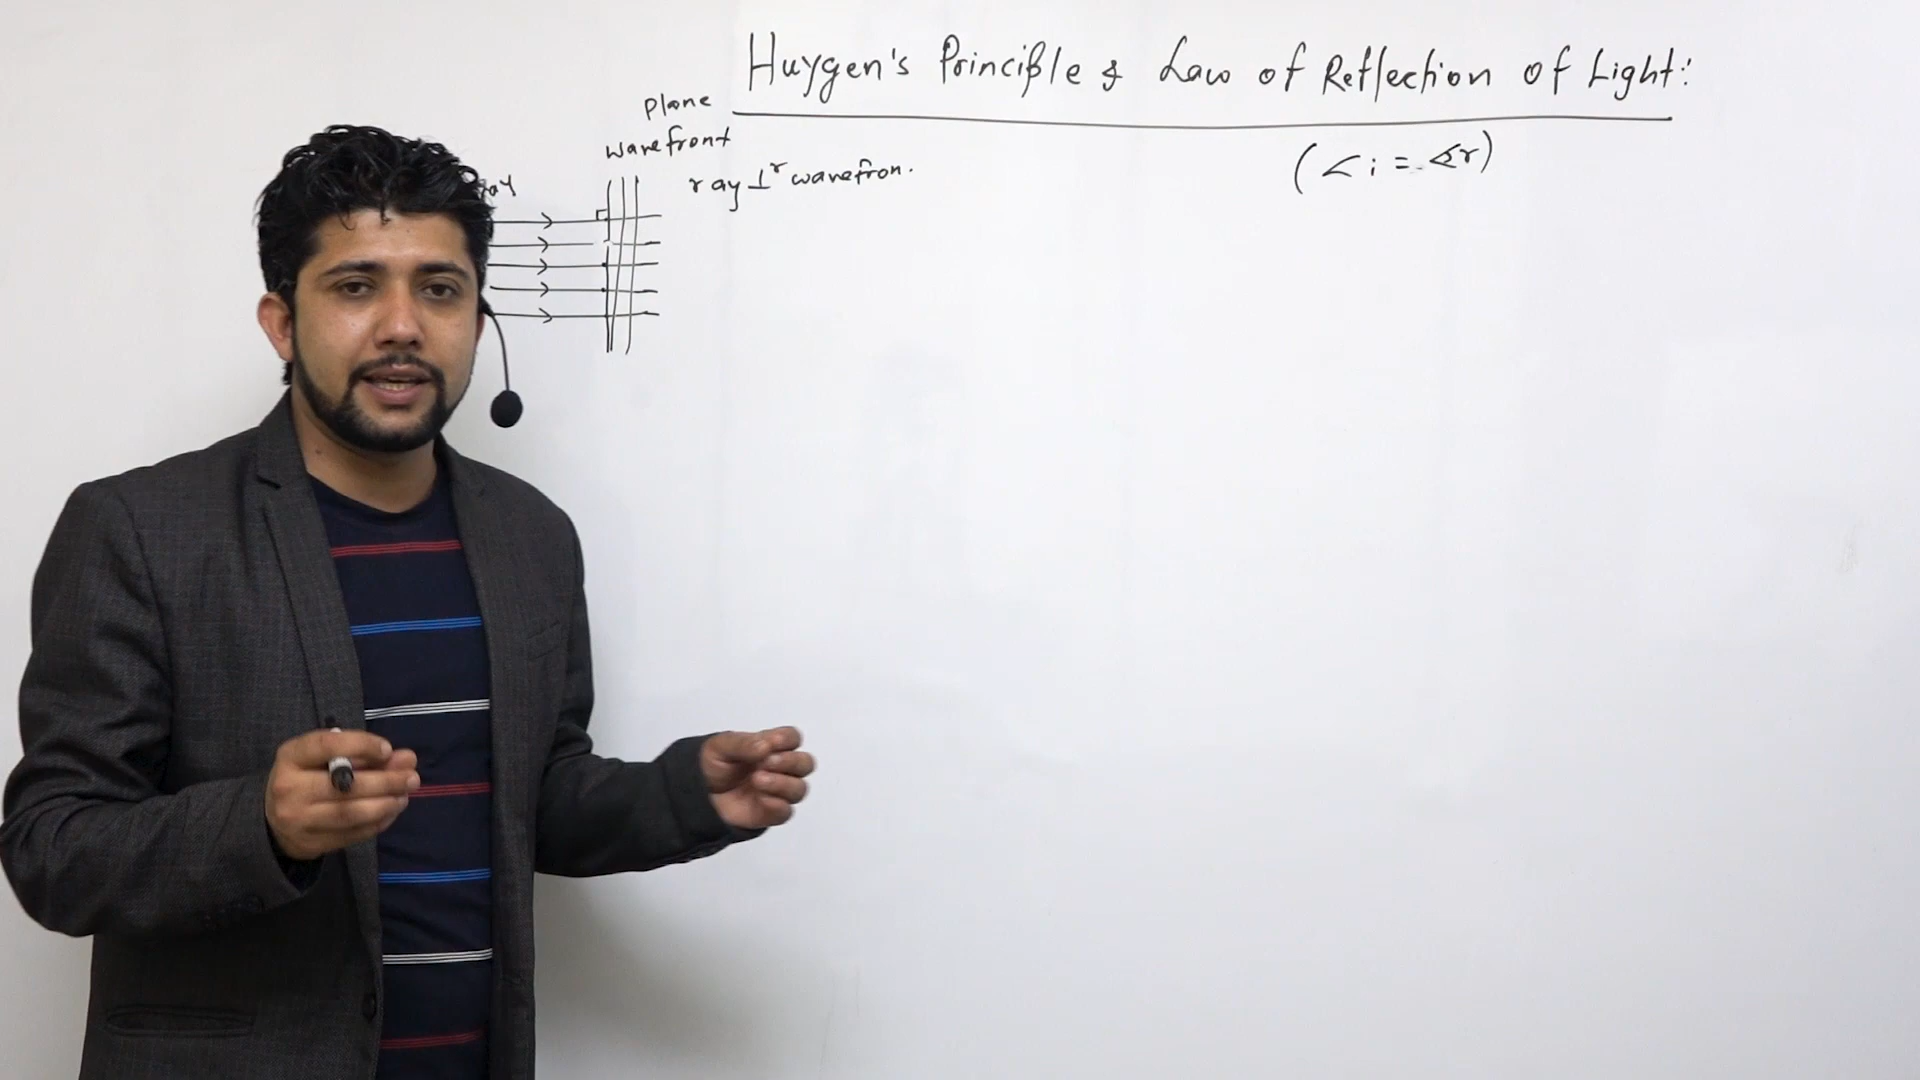 Huygen's Principle & Law of Reflection of Light:
(∠i = ∡r)
plane
wavefront
ray ⊥r wavefron.